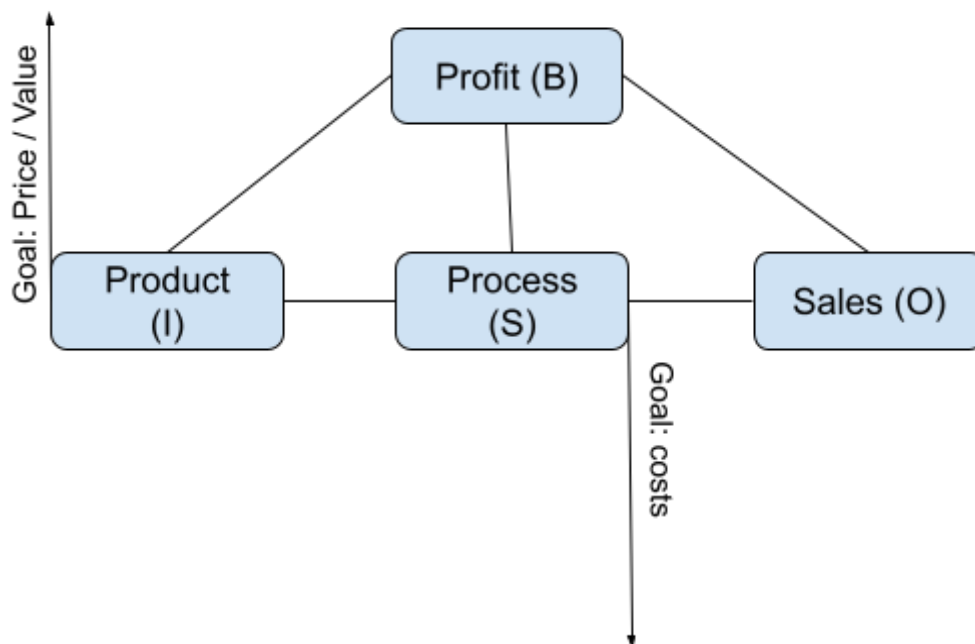 Profit (B)
Goal: Price / Value
Product
(I)
Process
(S)
Sales (O)
Goal: costs